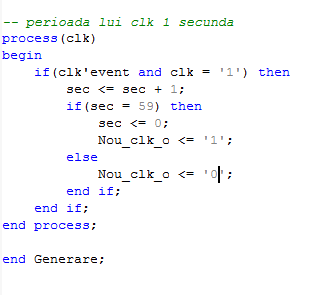 -- perioada lui clk 1 secunda
process(clk)
begin
    if(clk'event and clk = '1') then
        sec <= sec + 1;
        if(sec = 59) then
            sec <= 0;
            Nou_clk_o <= '1';
        else
            Nou_clk_o <= '0';
        end if;
    end if;
end process;

end Generare;